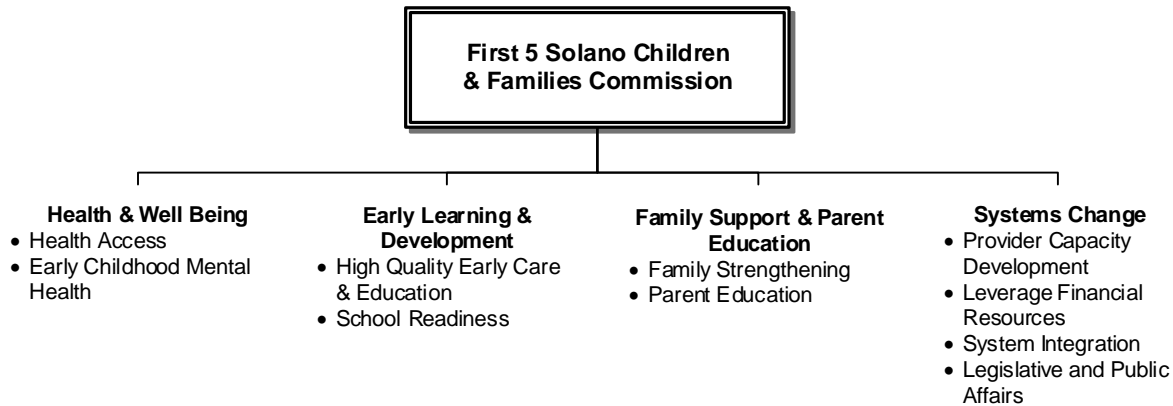 First 5 Solano Children
& Families Commission
Health & Well Being
• Health Access
• Early Childhood Mental
Health
Early Learning &
Development
• High Quality Early Care
& Education
• School Readiness
Family Support & Parent
Education
• Family Strengthening
• Parent Education
Systems Change
• Provider Capacity
Development
• Leverage Financial
Resources
• System Integration
• Legislative and Public
Affairs